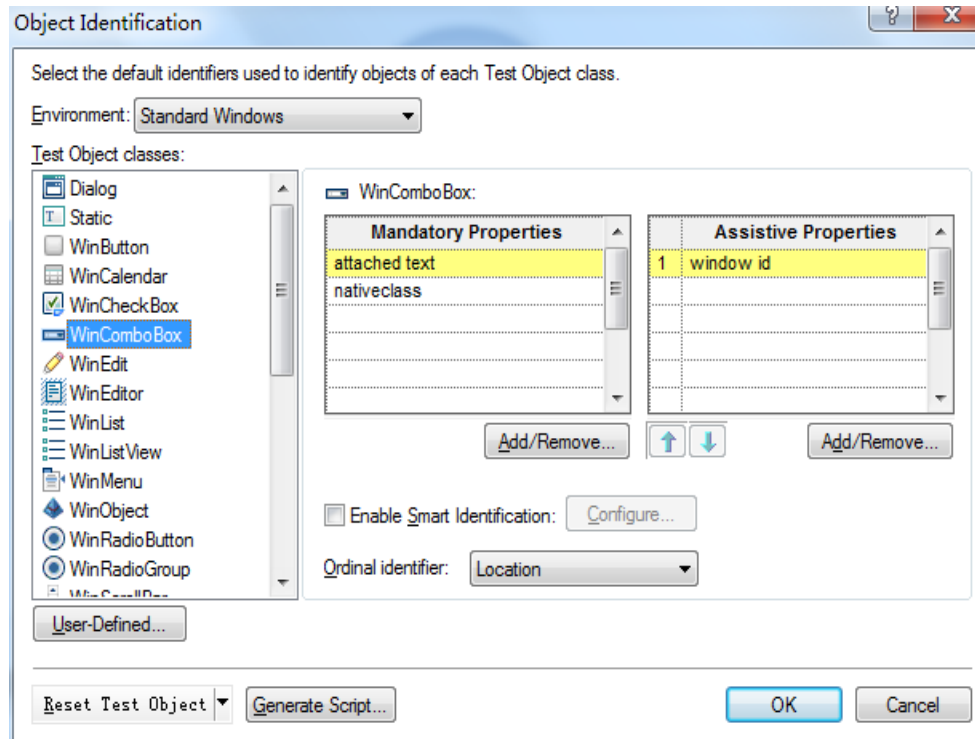 Object Identification
Select the default identifiers used to identify objects of each Test Object class.
Environment: Standard Windows
Test Object classes:
Dialog
Static
WinButton
WinCalendar
WinCheckBox
WinComboBox
WinEdit
WinEditor
WinList
WinListView
WinMenu
WinObject
WinRadioButton
WinRadioGroup
User-Defined...
WinComboBox:
Mandatory Properties
attached text
nativeclass
Add/Remove...
Assistive Properties
1 window id
Add/Remove...
Enable Smart Identification: Configure...
Ordinal identifier: Location
Reset Test Object Generate Script... OK Cancel